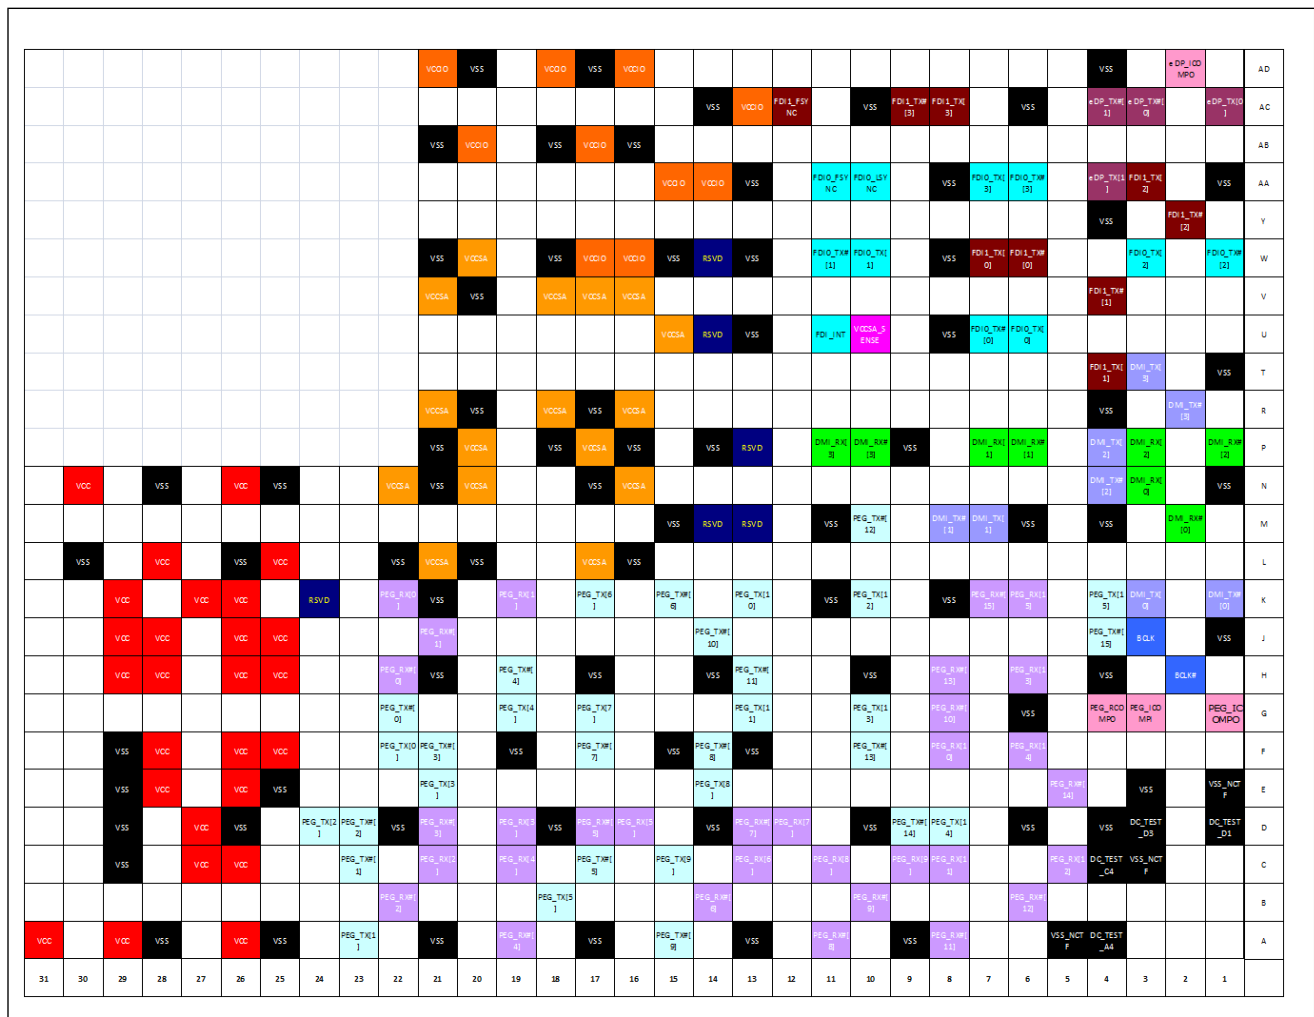 VCCIO VSS VCCIO VSS VCCIO VSS eDP_ICOMPO AD
VSS VCCIO FDI1_FSYNC VSS FDI1_TX#[3] FDI1_TX[3] VSS eDP_TX#[1] eDP_TX#[0] eDP_TX[0] AC
VSS VCCIO VSS VCCIO VSS AB
VCCIO VCCIO VSS FDI0_FSYNC FDI0_LSYNC VSS FDI0_TX[3] FDI0_TX#[3] eDP_TX[1] FDI1_TX[2] VSS AA
VSS FDI1_TX#[2] Y
VSS VCCSA VSS VCCIO VCCIO VSS RSVD VSS FDI0_TX#[1] FDI0_TX[1] VSS FDI1_TX[0] FDI1_TX#[0] FDI0_TX[2] FDI0_TX#[2] W
VCCSA VSS VCCSA VCCSA VCCSA FDI1_TX#[1] V
VCCSA RSVD VSS FDI_INT VCCSA_SENSE VSS FDI0_TX#[0] FDI0_TX[0] U
FDI1_TX[1] DMI_TX[3] VSS T
VCCSA VSS VCCSA VSS VCCSA VSS DMI_TX#[3] R
VSS VCCSA VSS VCCSA VSS VSS RSVD DMI_RX[3] DMI_RX#[3] VSS DMI_RX[1] DMI_RX#[1] DMI_TX[2] DMI_RX[2] DMI_RX#[2] P
VCC VSS VCC VSS VCCSA VSS VCCSA VSS VCCSA DMI_TX#[2] DMI_RX[0] VSS N
VSS RSVD RSVD VSS PEG_TX#[12] DMI_TX#[1] DMI_TX[1] VSS VSS DMI_RX#[0] M
VSS VCC VSS VCC VSS VCCSA VSS VCCSA VSS L
VCC VCC VCC RSVD PEG_RX[0] VSS PEG_RX[1] PEG_TX[6] PEG_TX#[6] PEG_TX[10] VSS PEG_TX[12] VSS PEG_RX#[15] PEG_RX[15] PEG_TX[15] DMI_TX[0] DMI_TX#[0] K
VCC VCC VCC VCC PEG_RX#[1] PEG_TX#[10] PEG_TX#[15] BCLK VSS J
VCC VCC VCC VCC PEG_RX#[0] VSS PEG_TX#[4] VSS VSS PEG_TX#[11] VSS PEG_RX#[13] PEG_RX[13] VSS BCLK# H
PEG_TX#[0] PEG_TX[4] PEG_TX[7] PEG_TX[11] PEG_TX[13] PEG_RX#[10] VSS PEG_RCOMPO PEG_ICOMPI PEG_ICOMPO G
VSS VCC VCC VCC PEG_TX[0] PEG_TX#[3] VSS PEG_TX#[7] VSS PEG_TX#[8] VSS PEG_TX#[13] PEG_RX[10] PEG_RX[14] F
VSS VCC VCC VSS PEG_TX[3] PEG_TX[8] PEG_RX#[14] VSS VSS_NCTF E
VSS VCC VSS PEG_TX[2] PEG_TX#[2] VSS PEG_RX#[3] PEG_RX[3] VSS PEG_RX#[5] PEG_RX[5] VSS PEG_RX#[7] PEG_RX[7] VSS PEG_TX#[14] PEG_TX[14] VSS VSS DC_TEST_D3 DC_TEST_D1 D
VSS VCC VCC PEG_TX#[1] PEG_RX[2] PEG_RX[4] PEG_TX#[5] PEG_TX[9] PEG_RX[6] PEG_RX[8] PEG_RX[9] PEG_RX[11] PEG_RX[12] DC_TEST_C4 VSS_NCTF C
PEG_RX#[2] PEG_TX[5] PEG_RX#[6] PEG_RX#[9] PEG_RX#[12] B
VCC VCC VSS VCC VSS PEG_TX[1] VSS PEG_RX#[4] VSS PEG_TX#[9] VSS PEG_RX#[8] VSS PEG_RX#[11] VSS_NCTF DC_TEST_A4 A
31 30 29 28 27 26 25 24 23 22 21 20 19 18 17 16 15 14 13 12 11 10 9 8 7 6 5 4 3 2 1